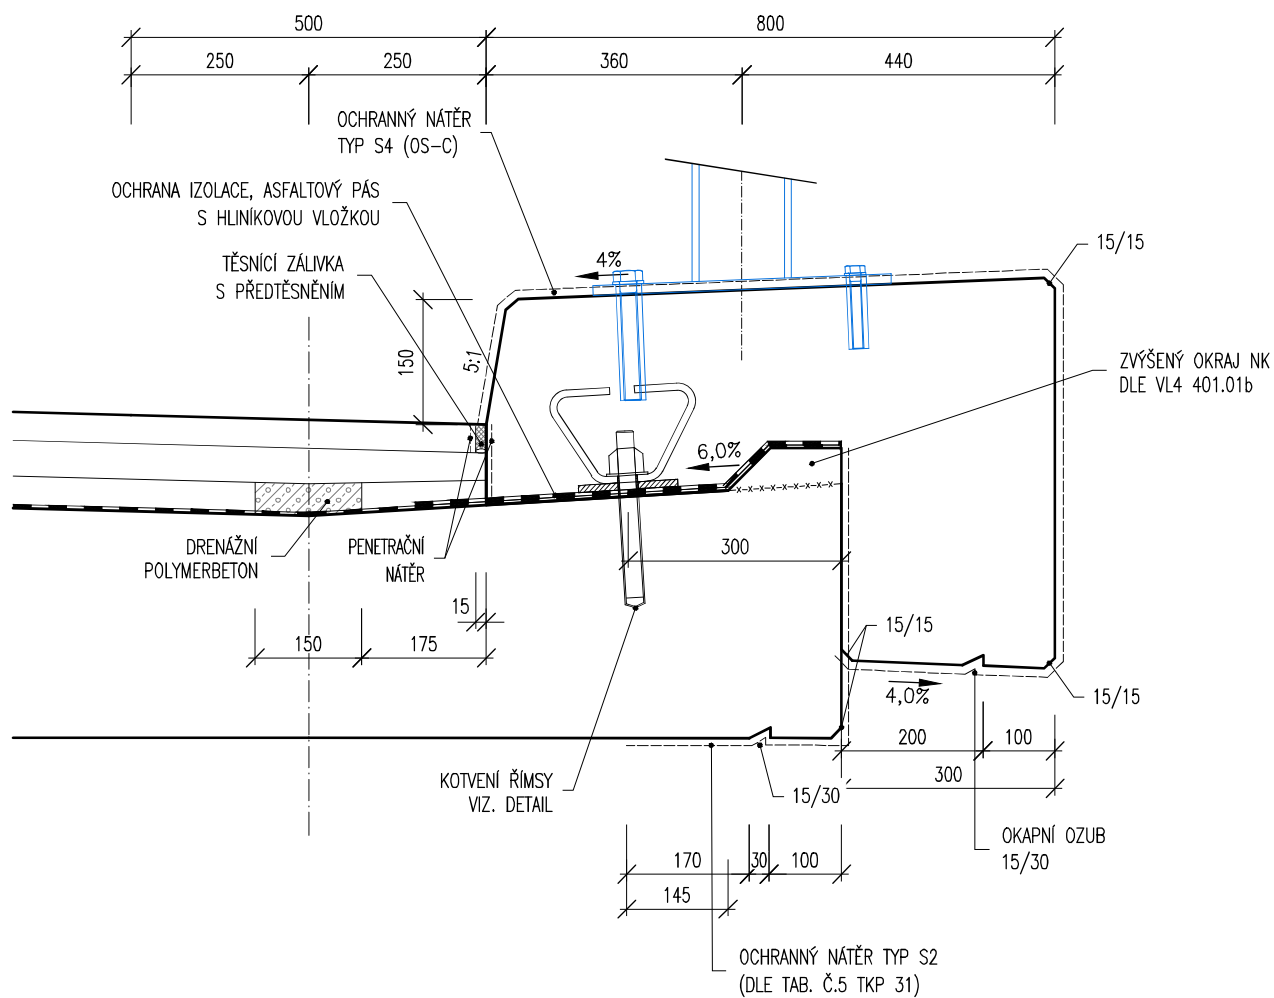 500
800
250
250
360
440
OCHRANNÝ NÁTĚR
TYP S4 (OS-C)
OCHRANA IZOLACE, ASFALTOVÝ PÁS
S HLINÍKOVOU VLOŽKOU
TĚSNÍCÍ ZÁLIVKA
S PŘEDTĚSNĚNÍM
4%
15/15
150
5:1
ZVÝŠENÝ OKRAJ NK
DLE VL4 401.01b
6,0%
DRENÁŽNÍ
POLYMERBETON
PENETRAČNÍ
NÁTĚR
300
15
15/15
150
175
4,0%
15/15
200
100
300
KOTVENÍ ŘÍMSY
VIZ. DETAIL
15/30
OKAPNÍ OZUB
15/30
170
30
100
145
OCHRANNÝ NÁTĚR TYP S2
(DLE TAB. Č.5 TKP 31)